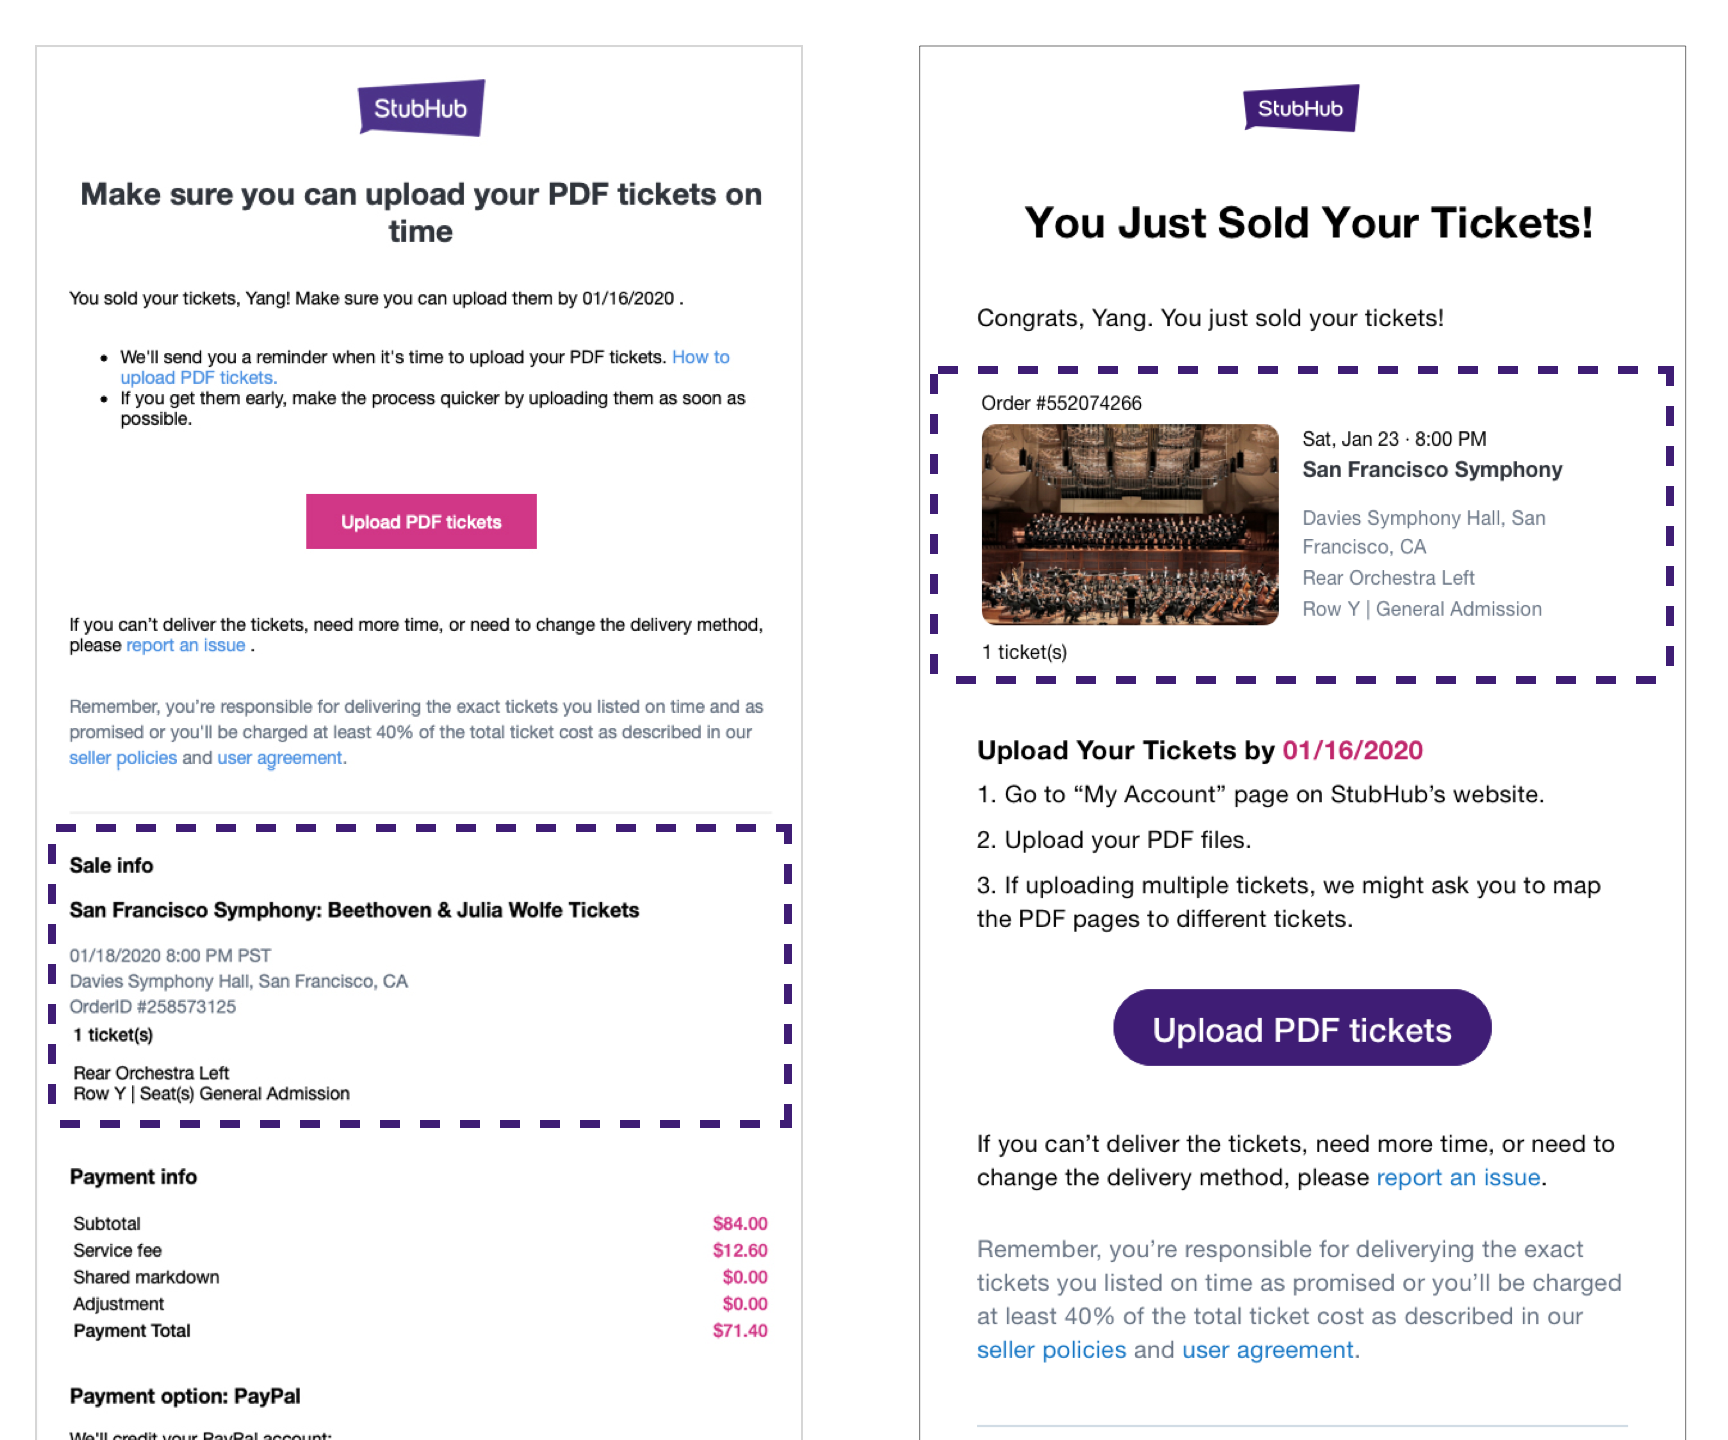 StubHub
Make sure you can upload your PDF tickets on
time
You sold your tickets, Yang! Make sure you can upload them by 01/16/2020 .
• We'll send you a reminder when it's time to upload your PDF tickets. How to
upload PDF tickets.
• If you get them early, make the process quicker by uploading them as soon as
possible.
Upload PDF tickets
If you can’t deliver the tickets, need more time, or need to change the delivery method,
please report an issue .
Remember, you’re responsible for delivering the exact tickets you listed on time and as
promised or you'll be charged at least 40% of the total ticket cost as described in our
seller policies and user agreement.
Sale info
San Francisco Symphony: Beethoven & Julia Wolfe Tickets
01/18/2020 8:00 PM PST
Davies Symphony Hall, San Francisco, CA
OrderID #258573125
1 ticket(s)
Rear Orchestra Left
Row Y | Seat(s) General Admission
Payment info
Subtotal $84.00
Service fee $12.60
Shared markdown $0.00
Adjustment $0.00
Payment Total $71.40
Payment option: PayPal
We'll credit your PayPal account:
StubHub
You Just Sold Your Tickets!
Congrats, Yang. You just sold your tickets!
Order #552074266
Sat, Jan 23 · 8:00 PM
San Francisco Symphony
Davies Symphony Hall, San
Francisco, CA
Rear Orchestra Left
Row Y | General Admission
1 ticket(s)
Upload Your Tickets by 01/16/2020
1. Go to “My Account” page on StubHub’s website.
2. Upload your PDF files.
3. If uploading multiple tickets, we might ask you to map
the PDF pages to different tickets.
Upload PDF tickets
If you can’t deliver the tickets, need more time, or need to
change the delivery method, please report an issue.
Remember, you’re responsible for deliverying the exact
tickets you listed on time as promised or you’ll be charged
at least 40% of the total ticket cost as described in our
seller policies and user agreement.